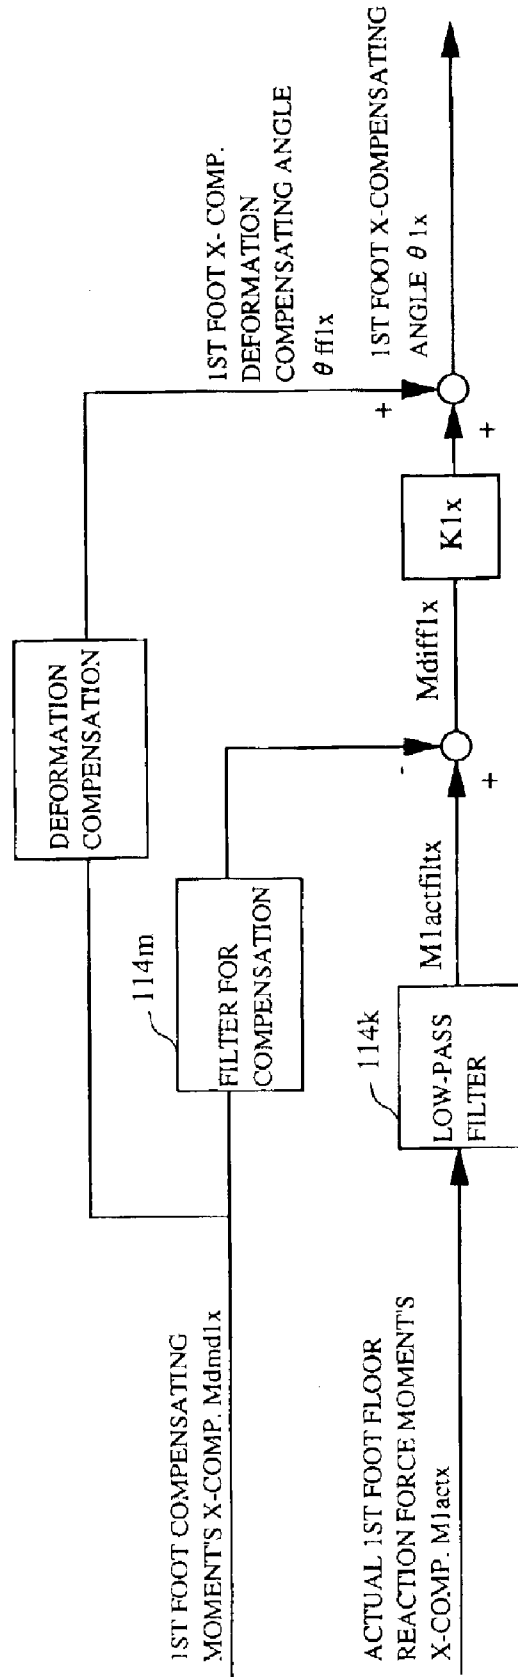 1ST FOOT COMPENSATING
MOMENT'S X-COMP. Mdmd1x
ACTUAL 1ST FOOT FLOOR
REACTION FORCE MOMENT'S
X-COMP. M1actx
DEFORMATION
COMPENSATION
114m
FILTER FOR
COMPENSATION
114k
LOW-PASS
FILTER
M1actfiltx
+
-
Mdiff1x
K1x
+
+
1ST FOOT X- COMP.
DEFORMATION
COMPENSATING ANGLE
θ ff1x
1ST FOOT X-COMPENSATING
ANGLE θ 1x